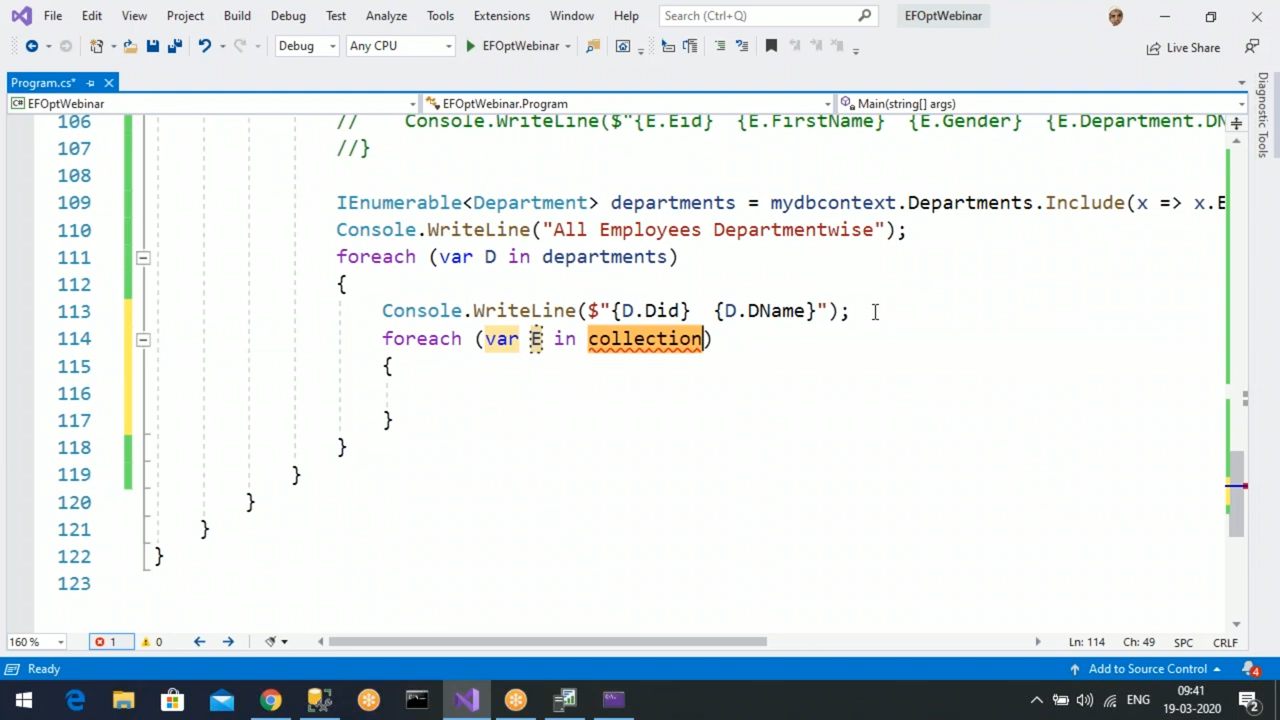 File Edit View Project Build Debug Test Analyze Tools Extensions Window Help Search (Ctrl+Q) EFOptWebinar
Debug Any CPU EFOptWebinar Live Share
Program.cs*
EFOptWebinar EFOptWebinar.Program Main(string[] args)
Diagnostic Tools
106 // Console.WriteLine($"{E.Eid} {E.FirstName} {E.Gender} {E.Department.DN
107 //}
108
109 IEnumerable<Department> departments = mydbcontext.Departments.Include(x => x.E
110 Console.WriteLine("All Employees Departmentwise");
111 foreach (var D in departments)
112 {
113 Console.WriteLine($"{D.Did} {D.DName}");
114 foreach (var E in collection)
115 {
116
117 }
118 }
119 }
120 }
121 }
122 }
123
160 % 1 0 Ln: 114 Ch: 49 SPC CRLF
Ready Add to Source Control 4
ENG 09:41
19-03-2020 2